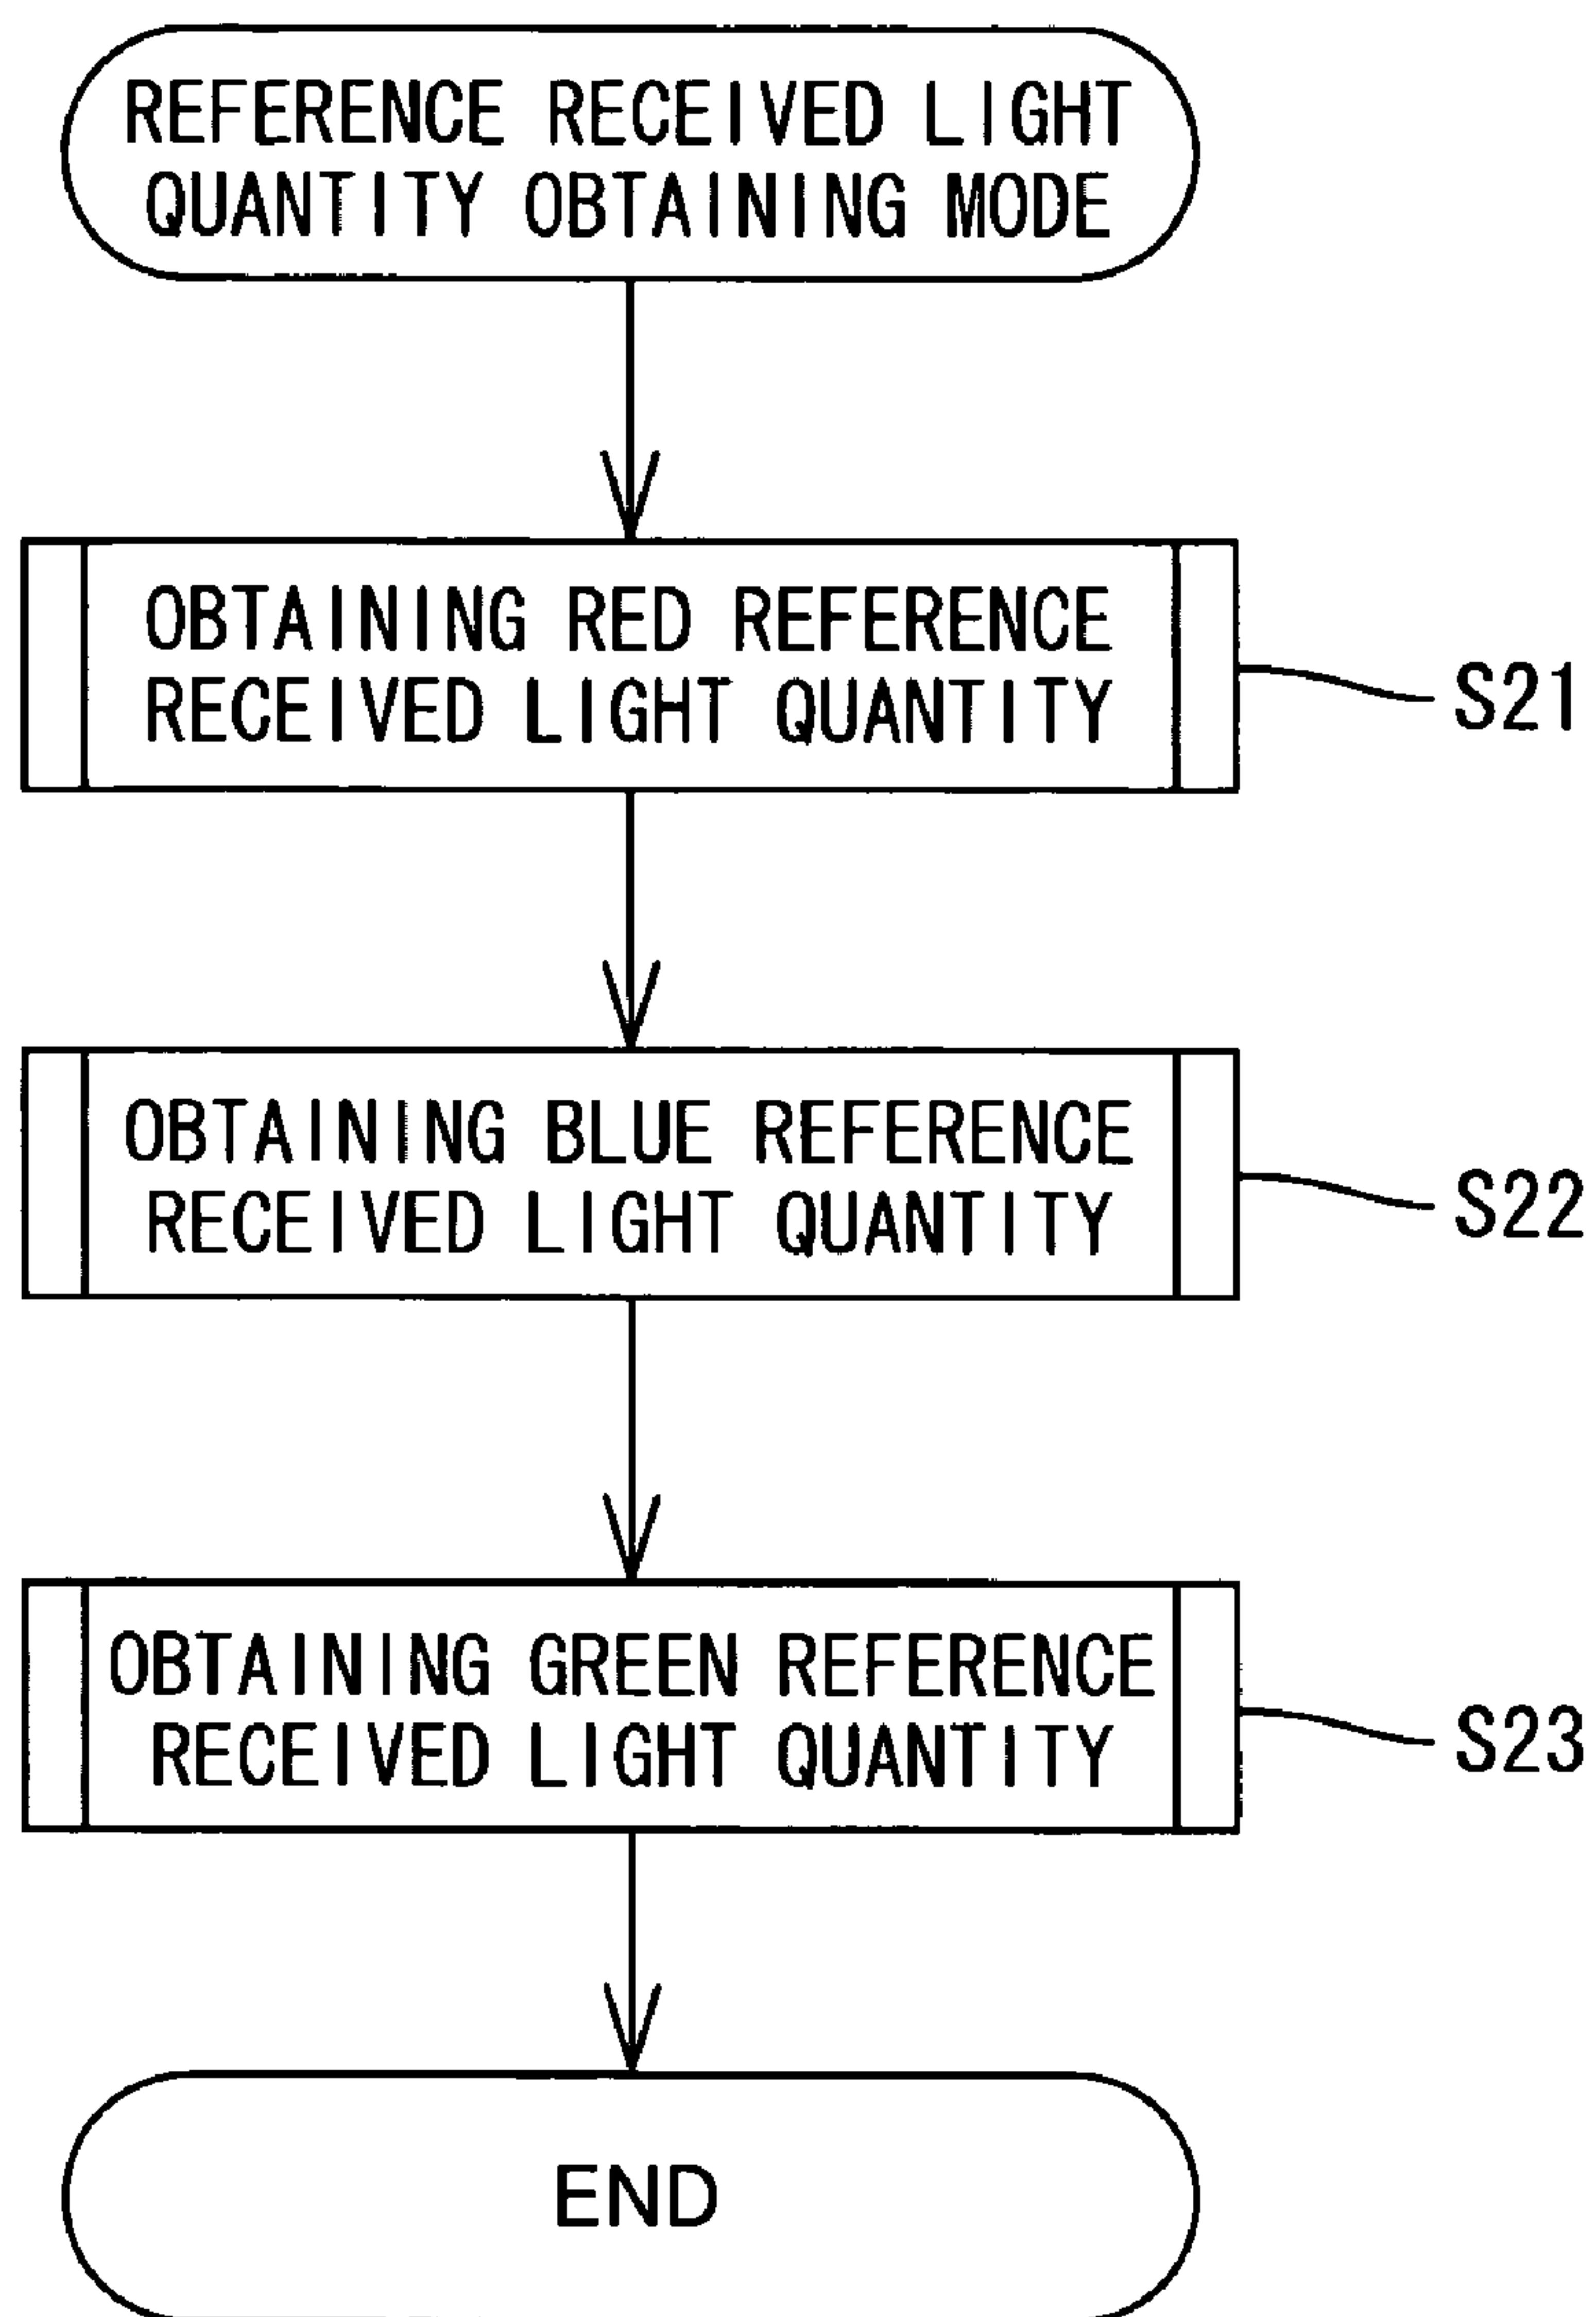 REFERENCE RECEIVED LIGHT
QUANTITY OBTAINING MODE
OBTAINING RED REFERENCE
RECEIVED LIGHT QUANTITY
S21
OBTAINING BLUE REFERENCE
RECEIVED LIGHT QUANTITY
S22
OBTAINING GREEN REFERENCE
RECEIVED LIGHT QUANTITY
S23
END